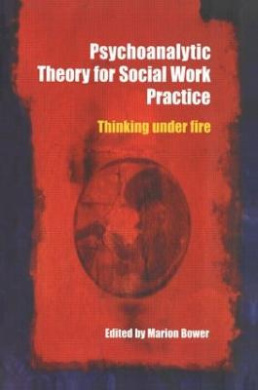 Psychoanalytic
Theory for Social Work
Practice
Thinking under fire
Edited by Marion Bower